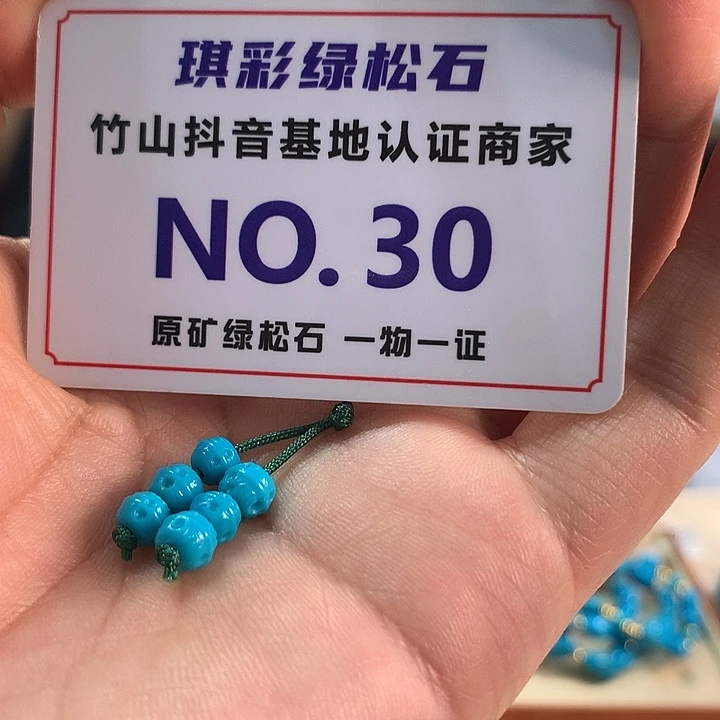 琪彩绿松石
竹山抖音基地认证商家
NO. 30
原矿绿松石 一物一证